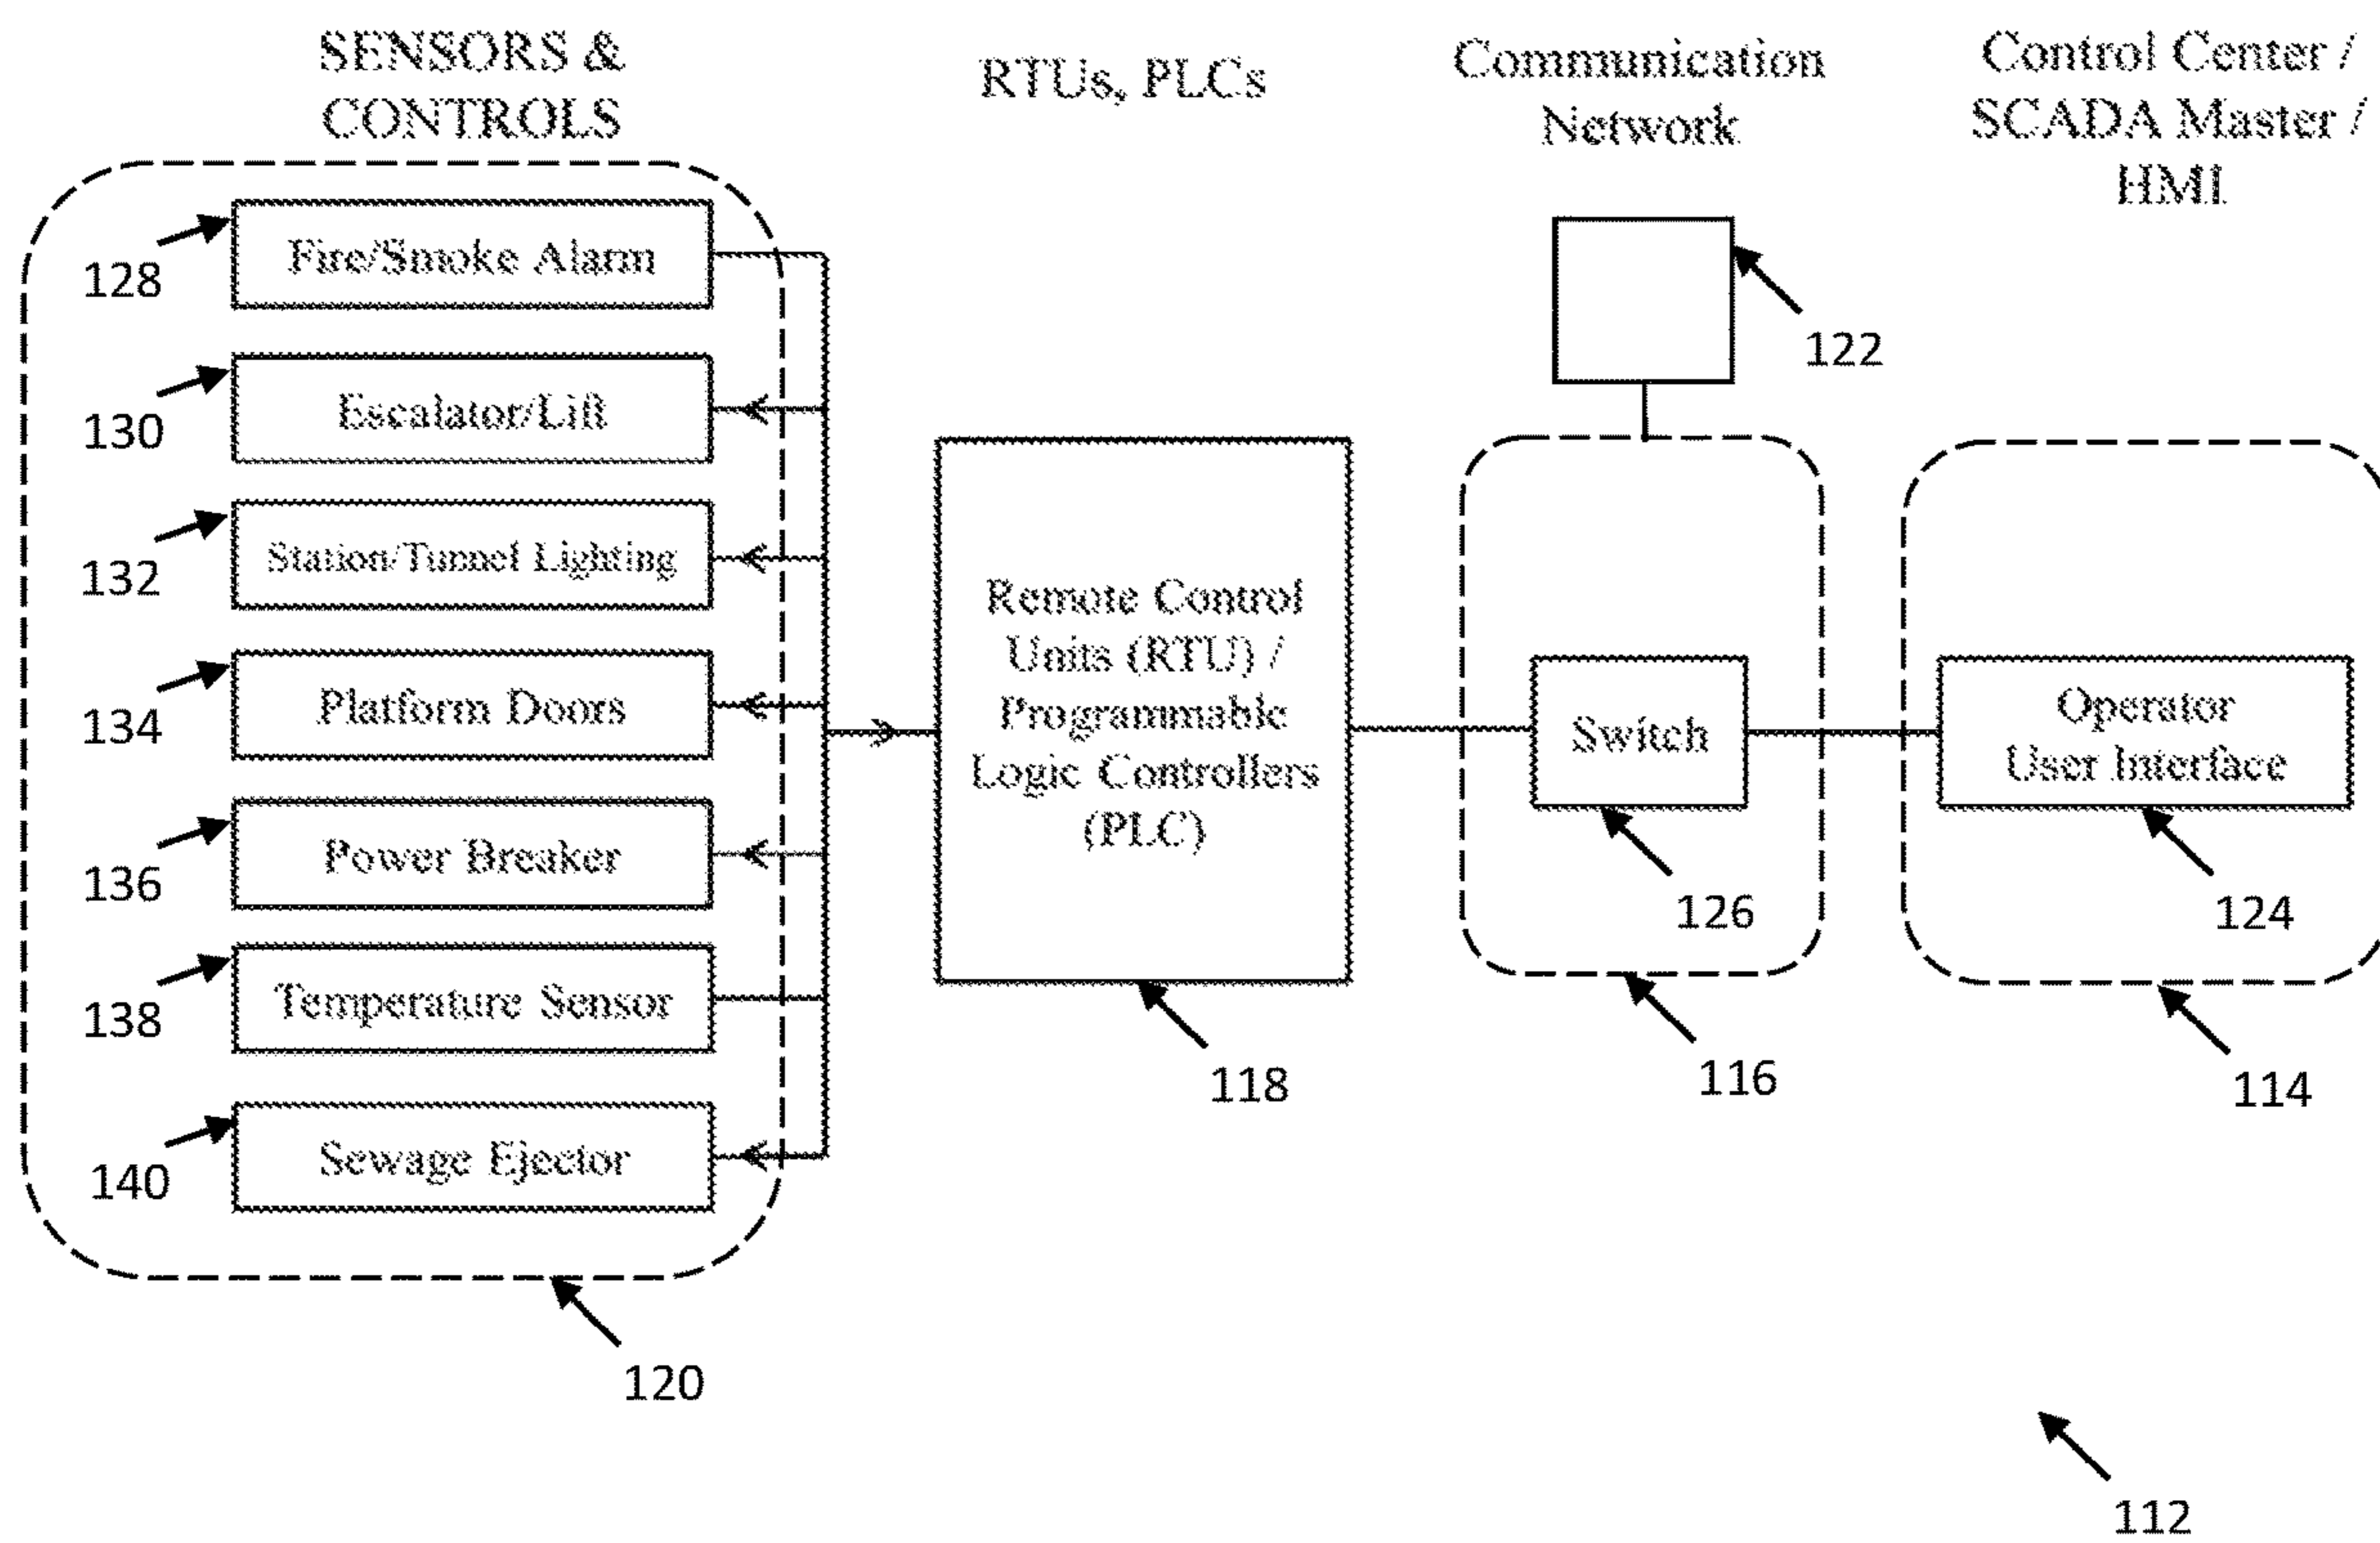 SENSORS &
CONTROLS
RTUs, PLCs
Communication
Network
Control Center /
SCADA Master /
HMI
Fire/Smoke Alarm
128
122
Escalator/Lift
130
Station/Tunnel Lighting
132
Platform Doors
134
Power Breaker
136
Temperature Sensor
138
Sewage Ejector
140
120
Remote Control
Units (RTU) /
Programmable
Logic Controllers
(PLC)
118
Switch
126
116
Operator
User Interface
124
114
112